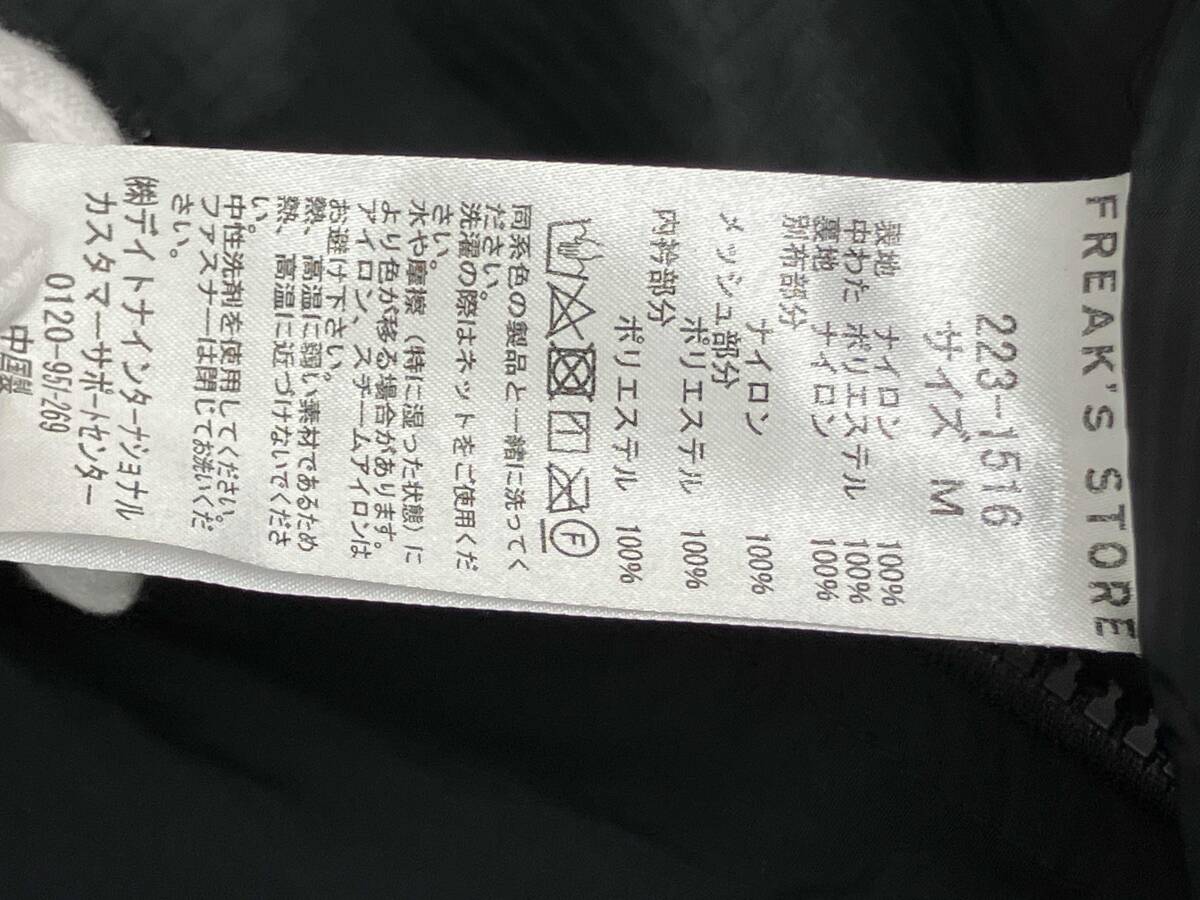 FREAK'S STORE
223-1516
サイズ M
表地 ナイロン 100%
中わた ポリエステル 100%
裏地 ナイロン 100%
別布部分
ナイロン 100%
メッシュ部分
ポリエステル 100%
内衿部分
ポリエステル 100%
F
同系色の製品と一緒に洗ってく
ださい。
洗濯の際はネットをご使用くだ
さい。
水や摩擦（特に湿った状態）に
より色が移る場合があります。
アイロン、スチームアイロンは
お避け下さい。
熱、高温に弱い素材であるため
熱、高温に近づけないでくださ
い。
中性洗剤を使用してください。
ファスナーは閉じてお洗いくだ
さい。
㈱デイトナインターナショナル
カスタマーサポートセンター
0120-951-269
中国製